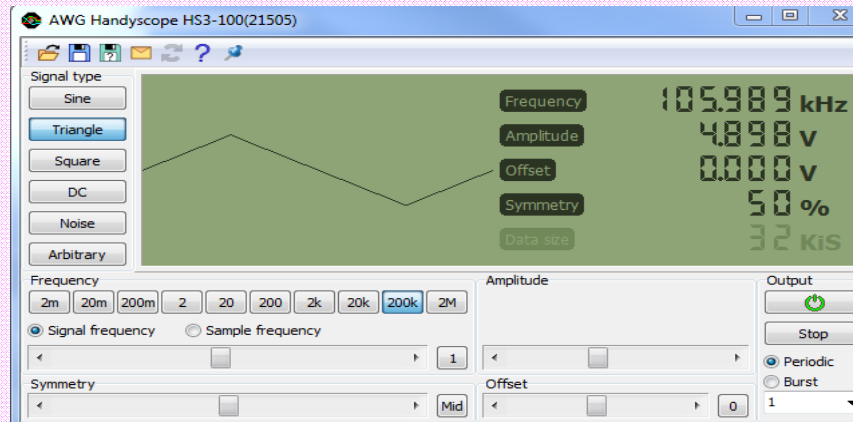 AWG Handyscope HS3-100(21505)
Signal type
Sine
Triangle
Square
DC
Noise
Arbitrary
Frequency 105.989 kHz
Amplitude 4.898 V
Offset 0.000 V
Symmetry 50 %
Data size 32 KiS
Frequency
2m 20m 200m 2 20 200 2k 20k 200k 2M
Signal frequency Sample frequency
1
Symmetry
Mid
Amplitude
Offset
0
Output
Stop
Periodic
Burst
1